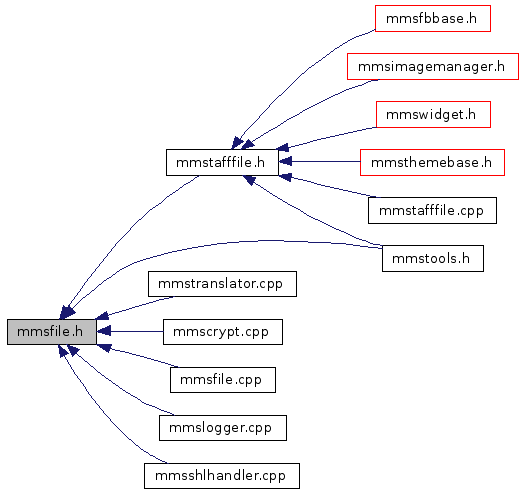 mmsfbbase.h
mmsimagemanager.h
mmswidget.h
mmstafffile.h
mmsthemebase.h
mmstafffile.cpp
mmstools.h
mmstranslator.cpp
mmsfile.h
mmscrypt.cpp
mmsfile.cpp
mmslogger.cpp
mmsshlhandler.cpp